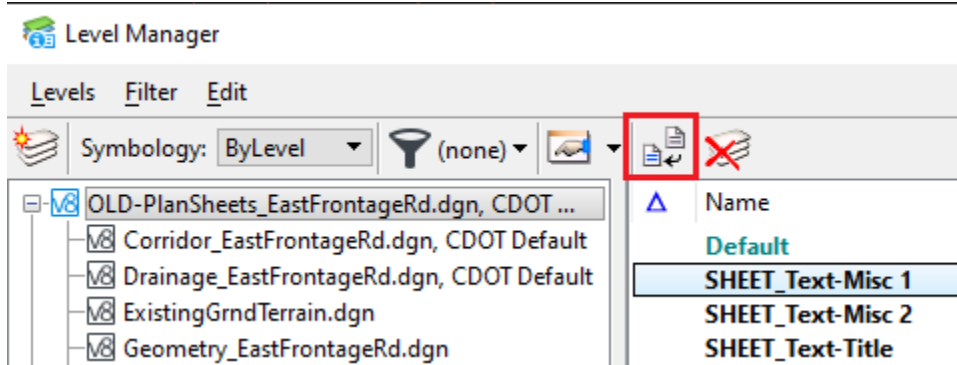 Level Manager
Levels Filter Edit
Symbology: ByLevel (none)
OLD-PlanSheets_EastFrontageRd.dgn, CDOT ...
Corridor_EastFrontageRd.dgn, CDOT Default
Drainage_EastFrontageRd.dgn, CDOT Default
ExistingGrndTerrain.dgn
Geometry_EastFrontageRd.dgn
Name
Default
SHEET_Text-Misc 1
SHEET_Text-Misc 2
SHEET_Text-Title